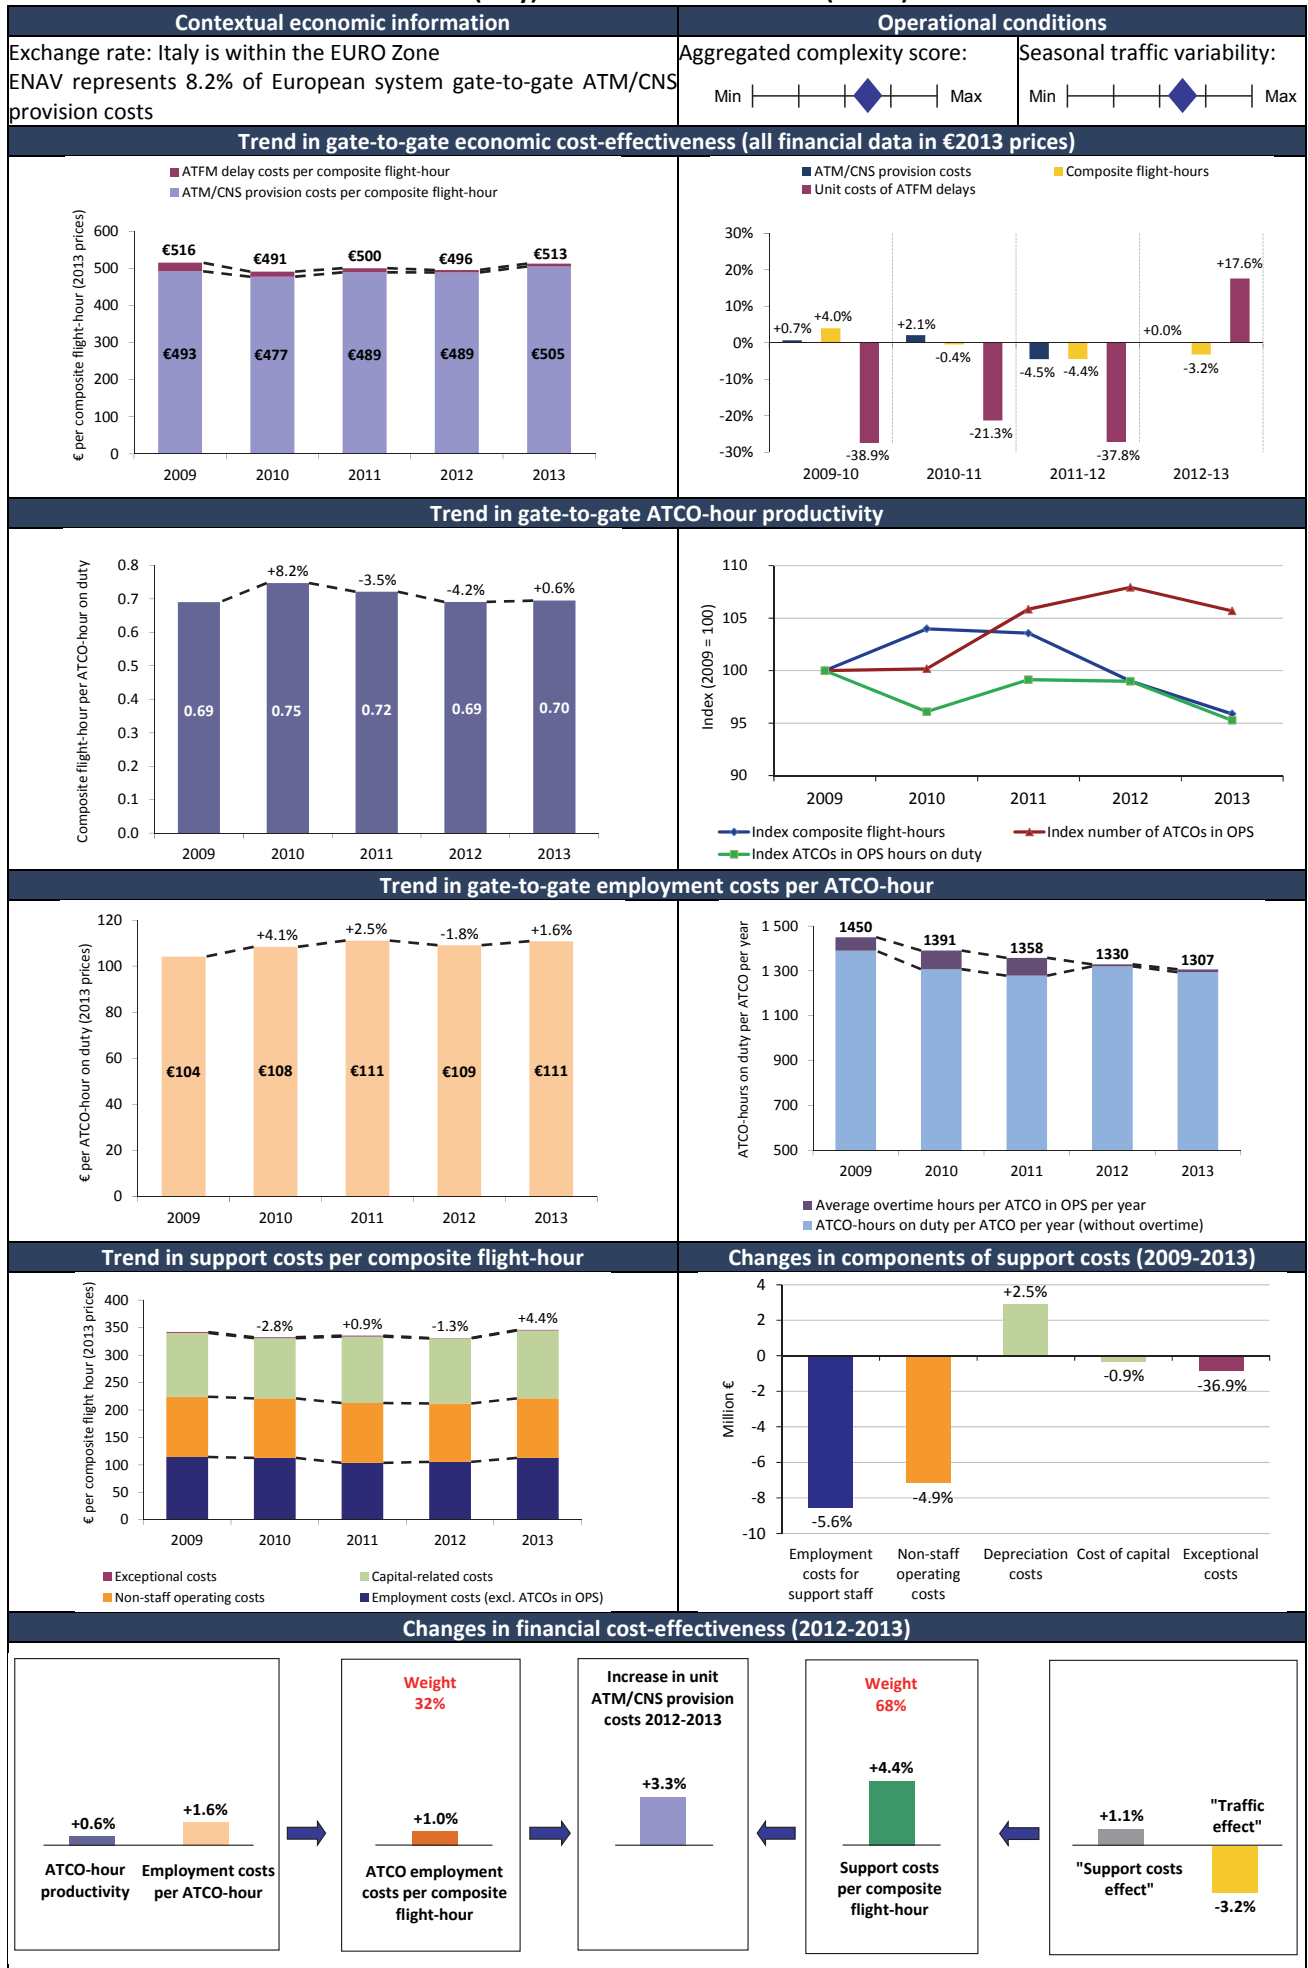 Contextual economic information
Operational conditions
Exchange rate: Italy is within the EURO Zone
ENAV represents 8.2% of European system gate-to-gate ATM/CNS
provision costs
Aggregated complexity score:
Min
Max
Seasonal traffic variability:
Min
Max
Trend in gate-to-gate economic cost-effectiveness (all financial data in €2013 prices)
ATFM delay costs per composite flight-hour
ATM/CNS provision costs per composite flight-hour
€ per composite flight-hour (2013 prices)
600
500
400
300
200
100
0
€516
€491
€500
€496
€513
€493
€477
€489
€489
€505
2009
2010
2011
2012
2013
ATM/CNS provision costs
Composite flight-hours
Unit costs of ATFM delays
30%
20%
10%
0%
-10%
-20%
-30%
+0.7%
+4.0%
-38.9%
+2.1%
-0.4%
-21.3%
-4.5%
-4.4%
-37.8%
+0.0%
-3.2%
+17.6%
2009-10
2010-11
2011-12
2012-13
Trend in gate-to-gate ATCO-hour productivity
Composite flight-hour per ATCO-hour on duty
0.8
0.7
0.6
0.5
0.4
0.3
0.2
0.1
0.0
+8.2%
-3.5%
-4.2%
+0.6%
0.69
0.75
0.72
0.69
0.70
2009
2010
2011
2012
2013
Index (2009 = 100)
110
105
100
95
90
2009
2010
2011
2012
2013
Index composite flight-hours
Index number of ATCOs in OPS
Index ATCOs in OPS hours on duty
Trend in gate-to-gate employment costs per ATCO-hour
€ per ATCO-hour on duty (2013 prices)
120
100
80
60
40
20
0
+4.1%
+2.5%
-1.8%
+1.6%
€104
€108
€111
€109
€111
2009
2010
2011
2012
2013
ATCO-hours on duty per ATCO per year
1 500
1300
1 100
900
700
500
1450
1391
1358
1330
1307
2009
2010
2011
2012
2013
Average overtime hours per ATCO in OPS per year
ATCO-hours on duty per ATCO per year (without overtime)
Trend in support costs per composite flight-hour
Changes in components of support costs (2009-2013)
€ per composite flight hour (2013 prices)
400
350
300
250
200
150
100
50
0
-2.8%
+0.9%
-1.3%
+4.4%
2009
2010
2011
2012
2013
Exceptional costs
Capital-related costs
Non-staff operating costs
Employment costs (excl. ATCOs in OPS)
Million €
4
2
0
-2
-4
-6
-8
-10
-5.6%
-4.9%
+2.5%
-0.9%
-36.9%
Employment
costs for
support staff
Non-staff
operating
costs
Depreciation
costs
Cost of capital
Exceptional
costs
Changes in financial cost-effectiveness (2012-2013)
+0.6%
+1.6%
ATCO-hour
productivity
Employment costs
per ATCO-hour
Weight
32%
+1.0%
ATCO employment
costs per composite
flight-hour
Increase in unit
ATM/CNS provision
costs 2012-2013
+3.3%
Weight
68%
+4.4%
Support costs
per composite
flight-hour
+1.1%
"Support costs
effect"
"Traffic
effect"
-3.2%